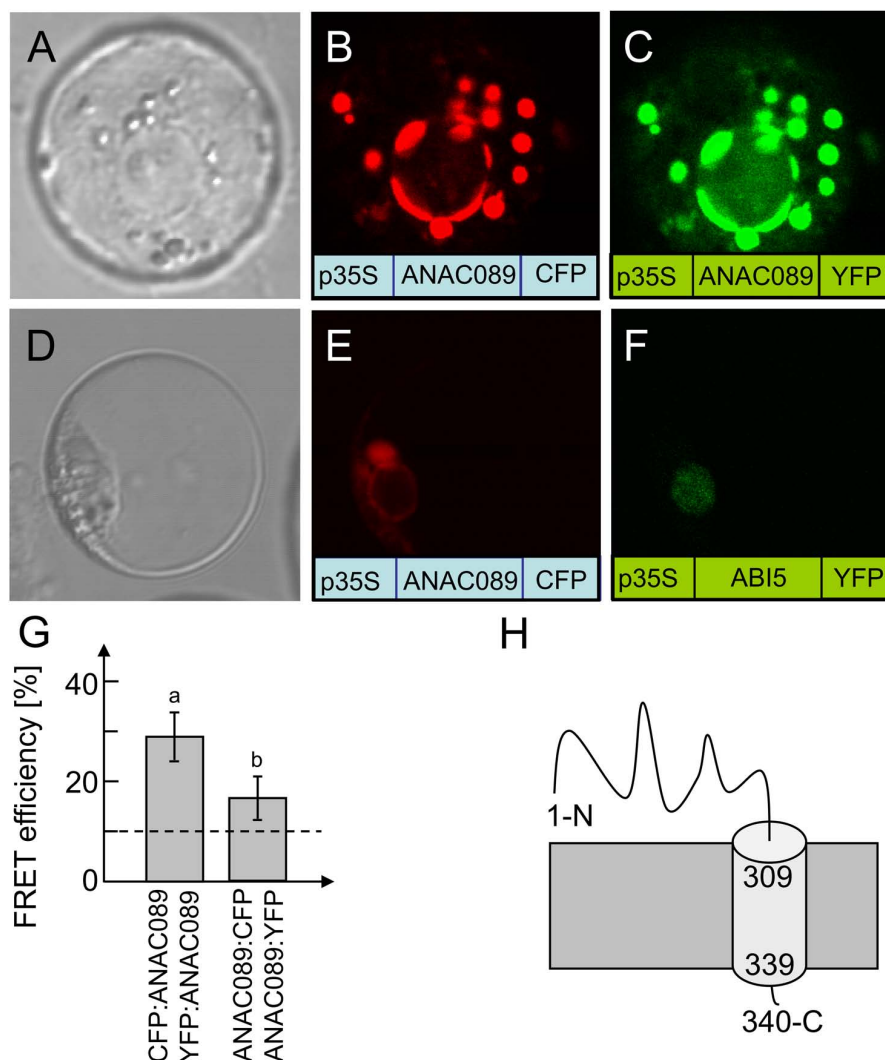 A
B
C
p35S ANAC089 CFP
p35S ANAC089 YFP
D
E
F
p35S ANAC089 CFP
p35S ABI5 YFP
G
H
FRET efficiency [%]
40
20
0
a
b
CFP:ANAC089
YFP:ANAC089
ANAC089:CFP
ANAC089:YFP
1-N
309
339
340-C